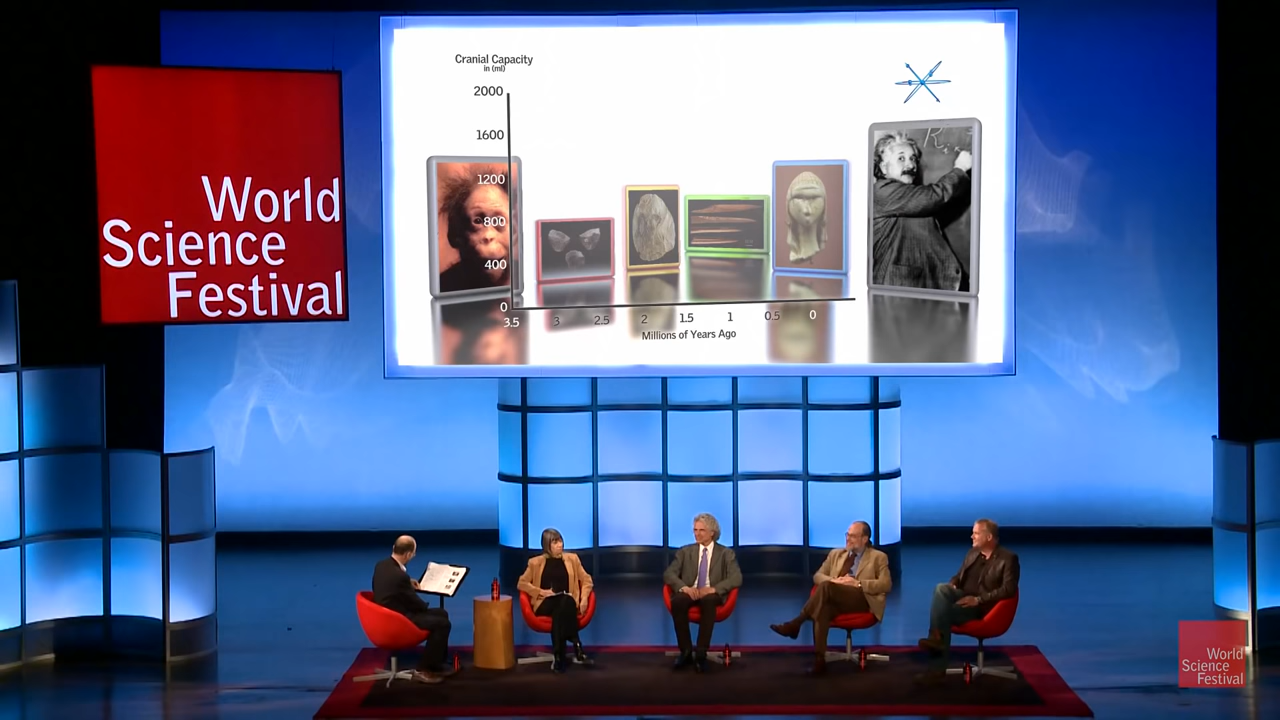 World
Science
Festival
Cranial Capacity
in (ml)
2000
1600
1200
800
400
0
3.5 3 2.5 2 1.5 1 0.5 0
Millions of Years Ago
World
Science
Festival